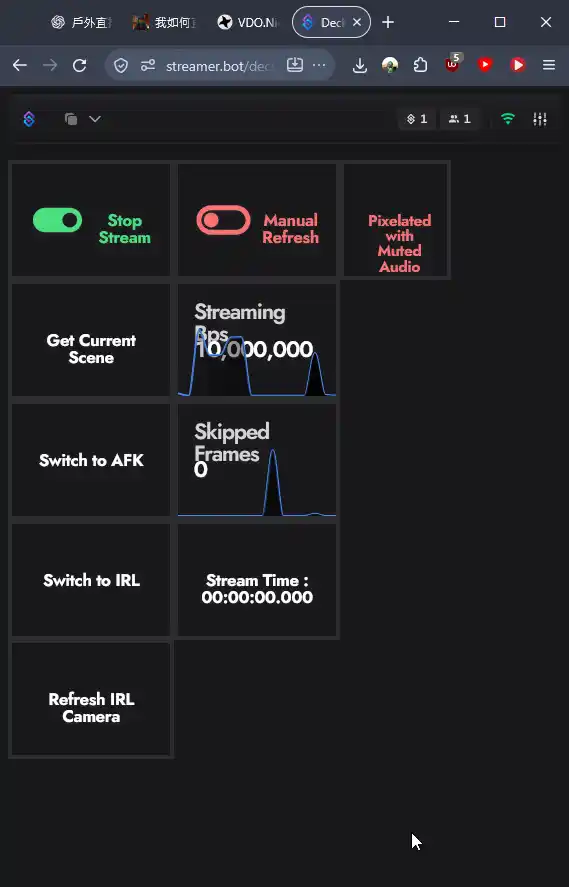 戶外直
我如何
VDO.N
Deck
5
streamer.bot/dec
1
1
Stop
Stream
Manual
Refresh
Pixelated
with
Muted
Audio
Get Current
Scene
Streaming
Bps
10,000,000
Switch to AFK
Skipped
Frames
0
Switch to IRL
Stream Time :
00:00:00.000
Refresh IRL
Camera